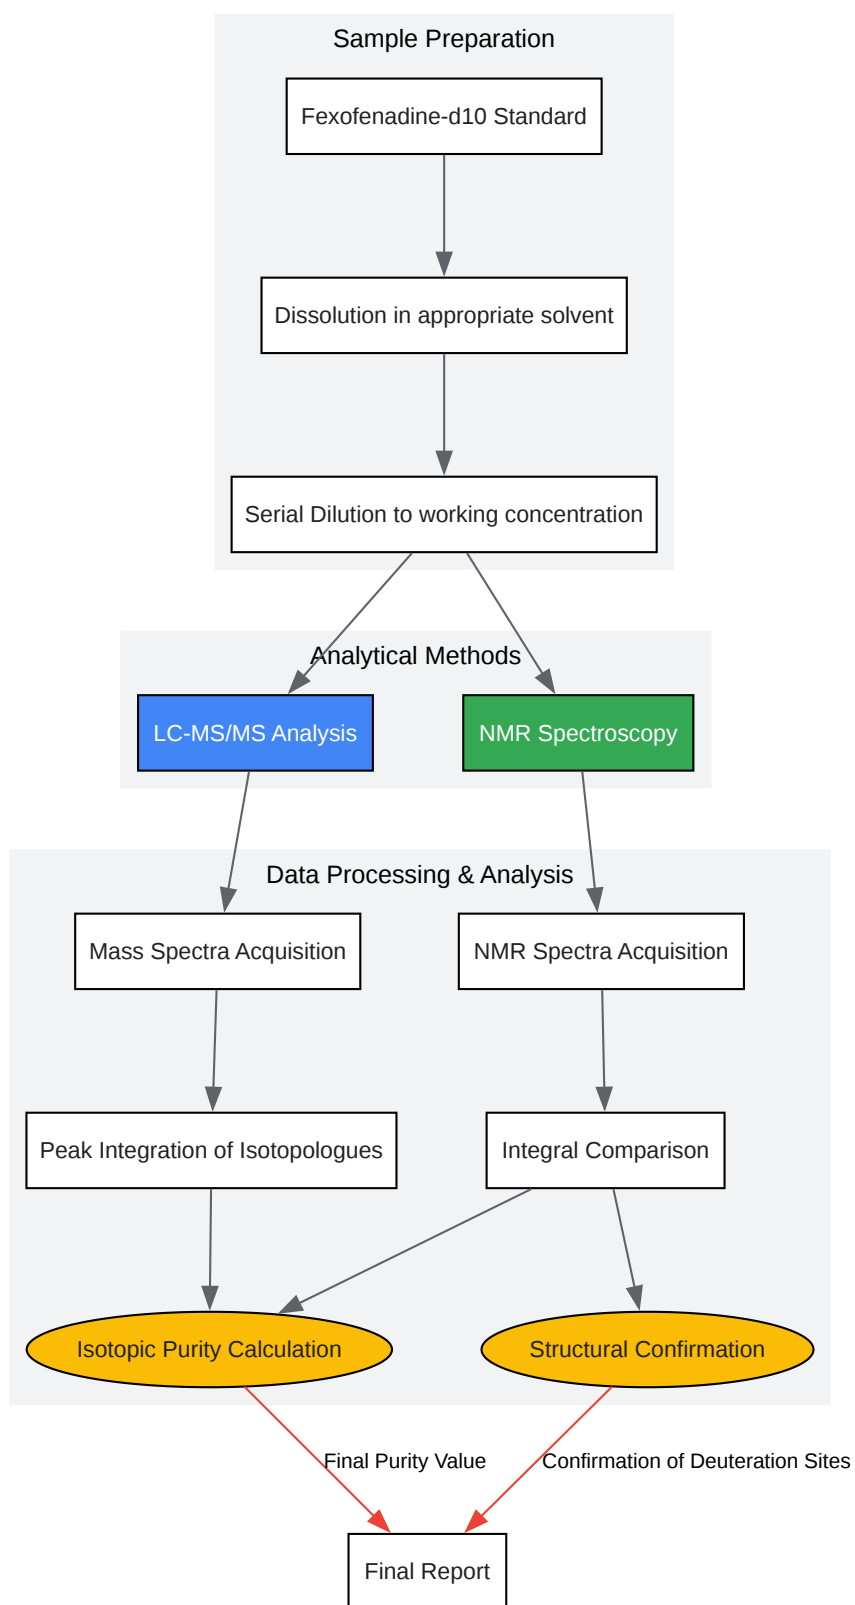 Sample Preparation
Fexofenadine-d10 Standard
Dissolution in appropriate solvent
Serial Dilution to working concentration
Analytical Methods
LC-MS/MS Analysis
NMR Spectroscopy
Data Processing & Analysis
Mass Spectra Acquisition
NMR Spectra Acquisition
Peak Integration of Isotopologues
Integral Comparison
Isotopic Purity Calculation
Structural Confirmation
Final Purity Value
Confirmation of Deuteration Sites
Final Report